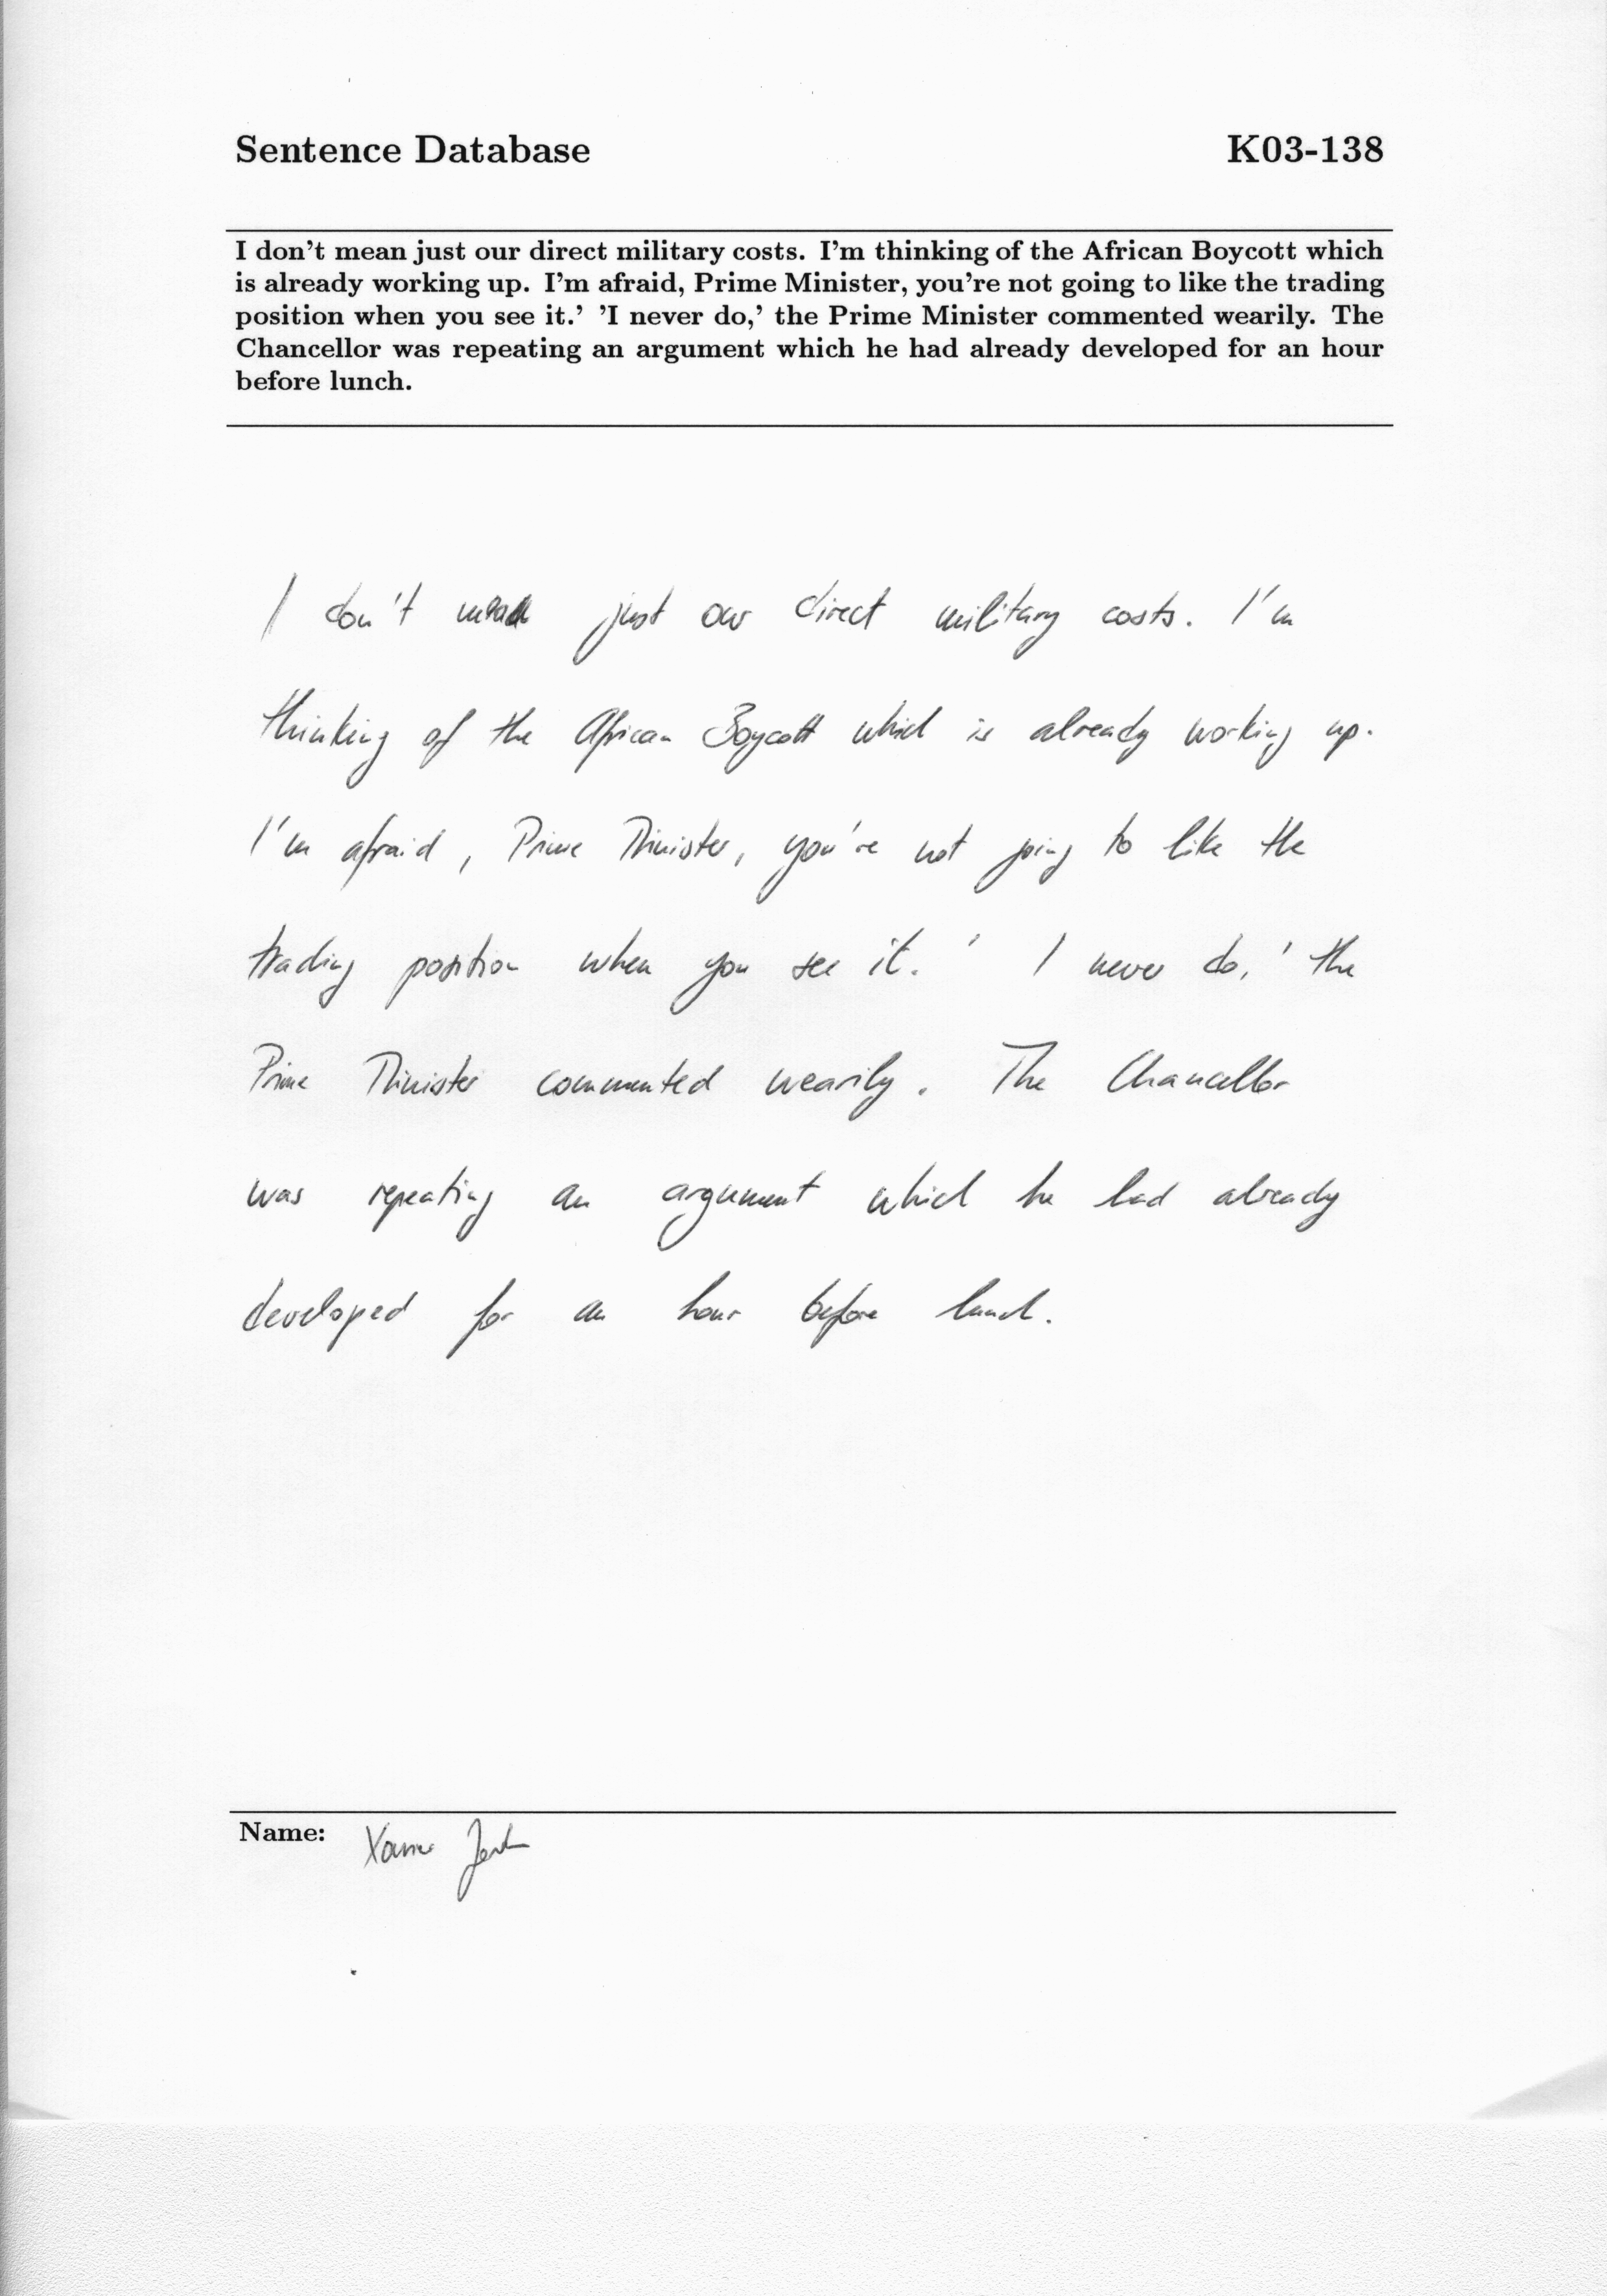 Sentence Database K03-138
I don't mean just our direct military costs. I'm thinking of the African Boycott which
is already working up. I'm afraid, Prime Minister, you're not going to like the trading
position when you see it.' 'I never do,' the Prime Minister commented wearily. The
Chancellor was repeating an argument which he had already developed for an hour
before lunch.
I don't mean just our direct military costs. I'm
thinking of the African Boycott which is already working up.
I'm afraid, Prime Minister, you're not going to like the
trading position when you see it.' I never do,' the
Prime Minister commented wearily. The Chancellor
was repeating an argument which he had already
developed for an hour before lunch.
Name: